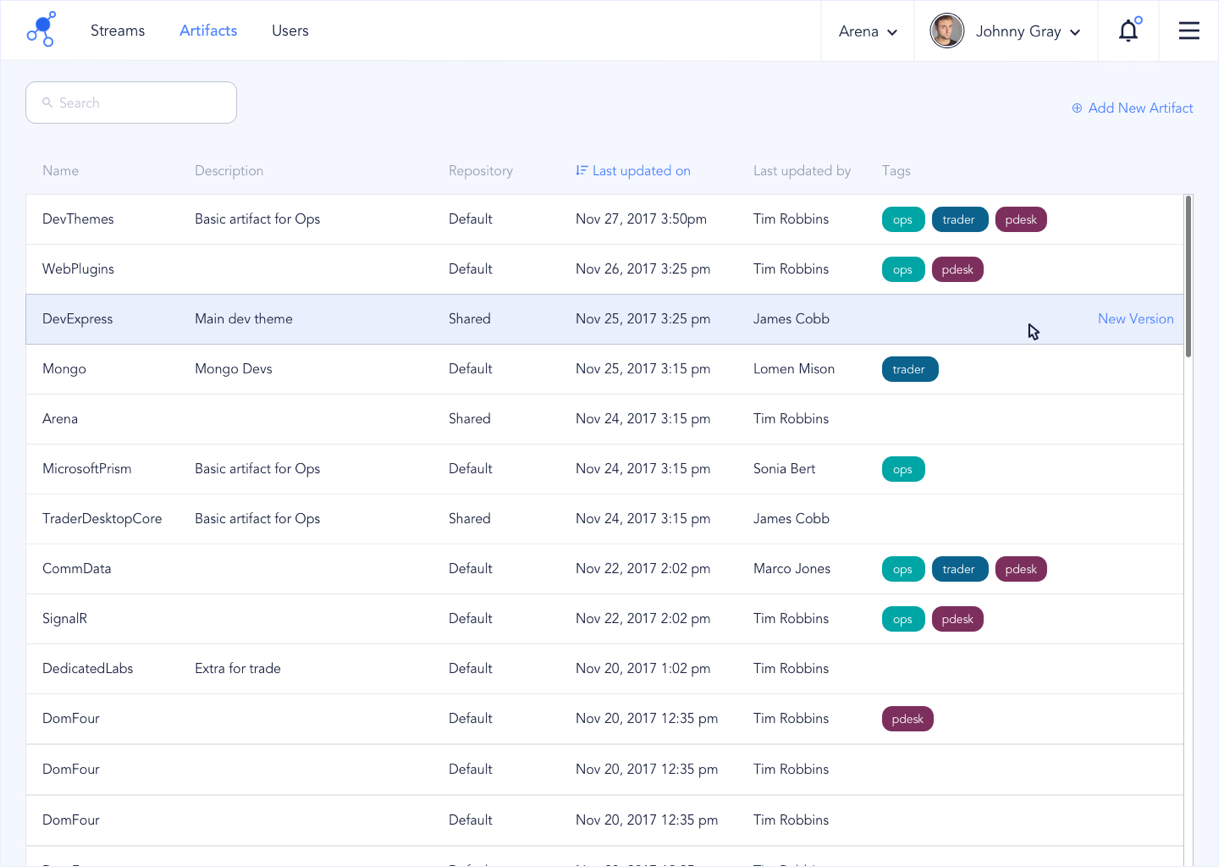 Streams Artifacts Users Arena Johnny Gray
Search
Add New Artifact
Name Description Repository Last updated on Last updated by Tags
DevThemes Basic artifact for Ops Default Nov 27, 2017 3:50pm Tim Robbins ops trader pdesk
WebPlugins Default Nov 26, 2017 3:25 pm Tim Robbins ops pdesk
DevExpress Main dev theme Shared Nov 25, 2017 3:25 pm James Cobb New Version
Mongo Mongo Devs Default Nov 25, 2017 3:15 pm Lomen Mison trader
Arena Shared Nov 24, 2017 3:15 pm Tim Robbins
MicrosoftPrism Basic artifact for Ops Default Nov 24, 2017 3:15 pm Sonia Bert ops
TraderDesktopCore Basic artifact for Ops Shared Nov 24, 2017 3:15 pm James Cobb
CommData Default Nov 22, 2017 2:02 pm Marco Jones ops trader pdesk
SignalR Default Nov 22, 2017 2:02 pm Tim Robbins ops pdesk
DedicatedLabs Extra for trade Default Nov 20, 2017 1:02 pm Tim Robbins
DomFour Default Nov 20, 2017 12:35 pm Tim Robbins pdesk
DomFour Default Nov 20, 2017 12:35 pm Tim Robbins
DomFour Default Nov 20, 2017 12:35 pm Tim Robbins